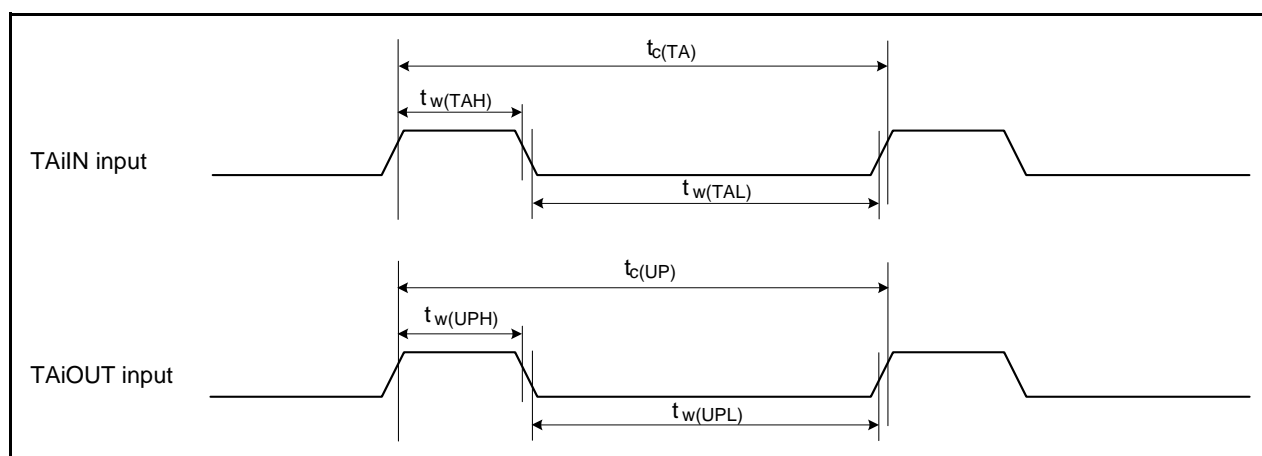 tc(TA)
tw(TAH)
TAiIN input
tw(TAL)
tc(UP)
tw(UPH)
TAiOUT input
tw(UPL)